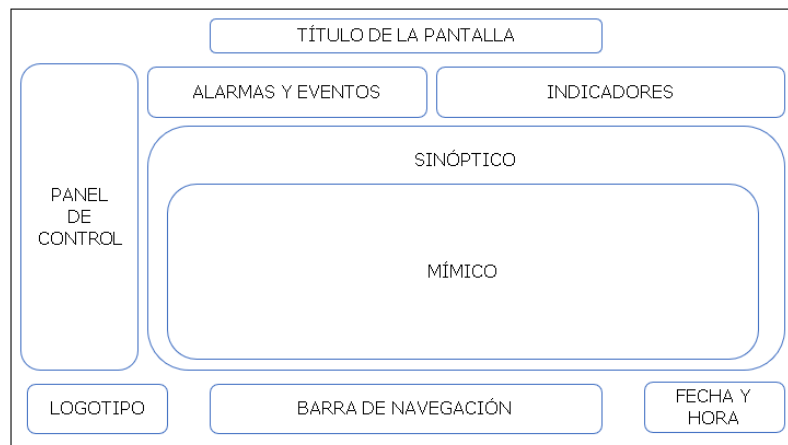 TÍTULO DE LA PANTALLA
ALARMAS Y EVENTOS
INDICADORES
PANEL
DE
CONTROL
SINÓPTICO
MÍMICO
LOGOTIPO
BARRA DE NAVEGACIÓN
FECHA Y
HORA